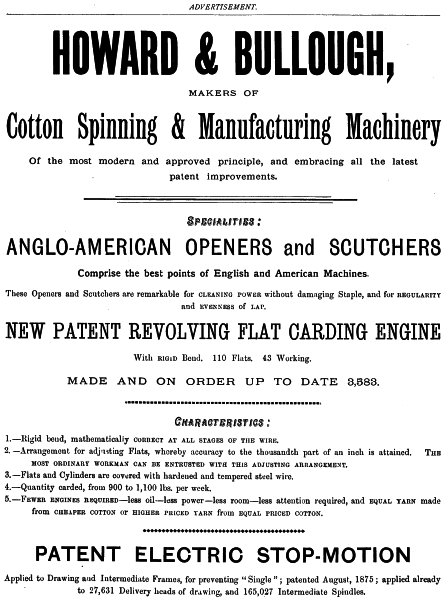 ADVERTISEMENT.
HOWARD & BULLOUGH,
MAKERS OF
Cotton Spinning & Manufacturing Machinery
Of the most modern and approved principle, and embracing all the latest
patent improvements.
SPECIALITIES:
ANGLO-AMERICAN OPENERS and SCUTCHERS
Comprise the best points of English and American Machines.
These Openers and Scutchers are remarkable for CLEANING POWER without damaging Staple, and for REGULARITY
and EVENNESS of LAP.
NEW PATENT REVOLVING FLAT CARDING ENGINE
With RIGID Bend. 110 Flats. 43 Working.
MADE AND ON ORDER UP TO DATE 3,583.
CHARACTERISTICS:
1.—Rigid bend, mathematically CORRECT AT ALL STAGES OF THE WIRE.
2.—Arrangement for adjusting Flats, whereby accuracy to the thousandth part of an inch is attained. THE
MOST ORDINARY WORKMAN CAN BE ENTRUSTED WITH THIS ADJUSTING ARRANGEMENT.
3.—Flats and Cylinders are covered with hardened and tempered steel wire.
4.—Quantity carded, from 900 to 1,100 lbs. per week.
5.—FEWER ENGINES REQUIRED—less oil—less power—less room—less attention required, and EQUAL YARN made
from CHEAPER COTTON or HIGHER PRICED YARN from EQUAL PRICED COTTON.
PATENT ELECTRIC STOP-MOTION
Applied to Drawing and Intermediate Frames, for preventing "Single"; patented August, 1875; applied already
to 27,631 Delivery heads of drawing, and 165,027 Intermediate Spindles.